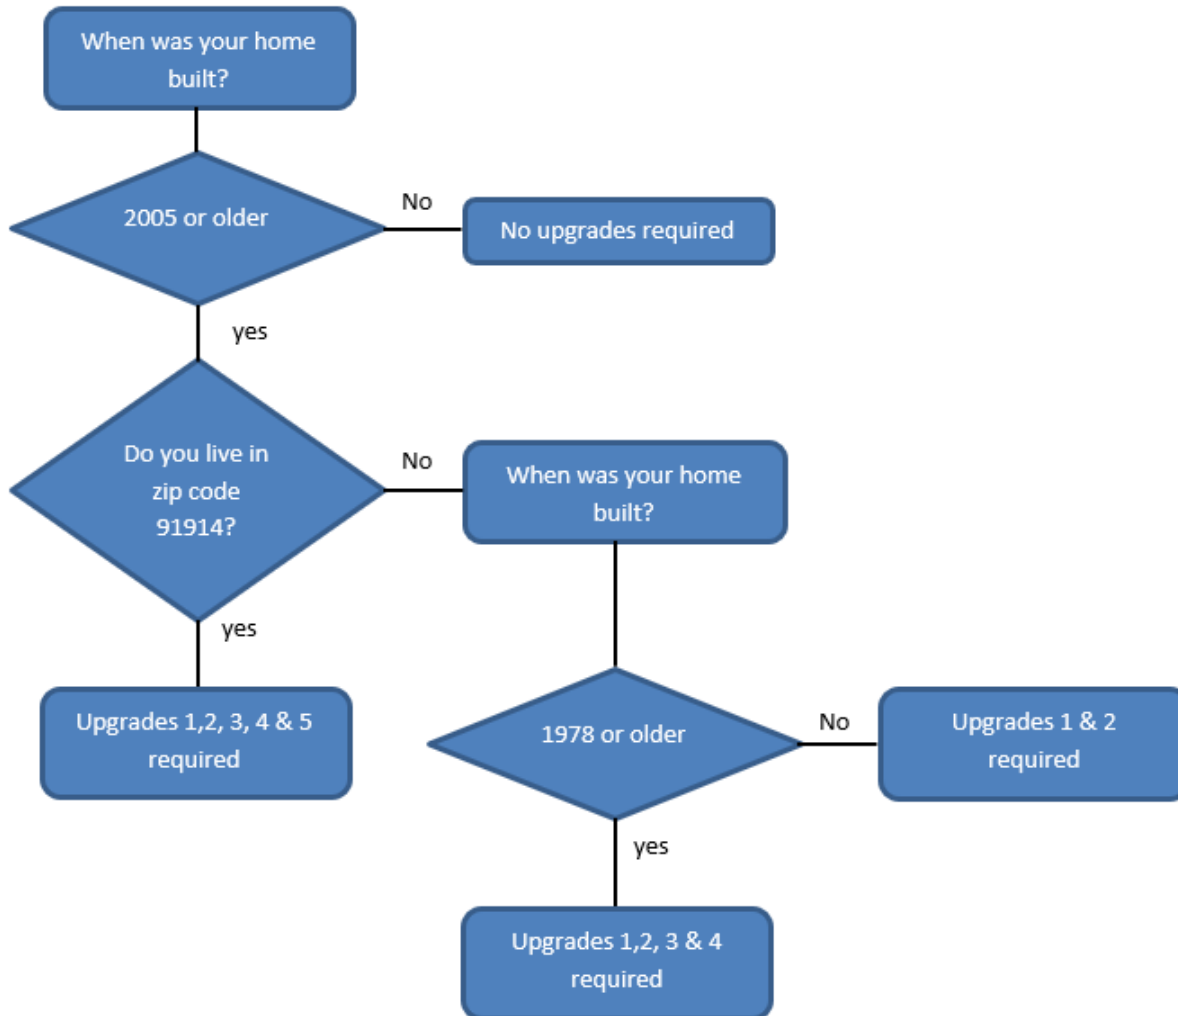 When was your home
built?
2005 or older
No
No upgrades required
yes
Do you live in
zip code
91914?
No
When was your home
built?
yes
Upgrades 1,2, 3, 4 & 5
required
1978 or older
No
Upgrades 1 & 2
required
yes
Upgrades 1,2, 3 & 4
required